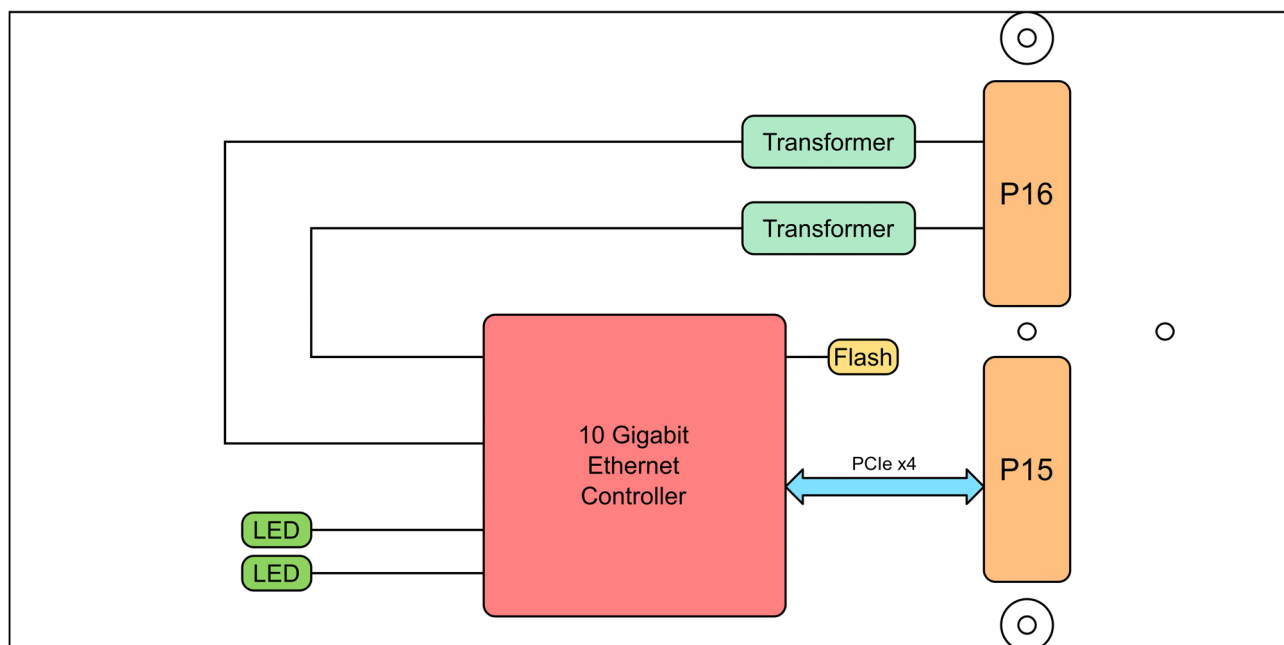 Transformer
P16
Transformer
Flash
10 Gigabit
Ethernet
Controller
PCIe x4
P15
LED
LED